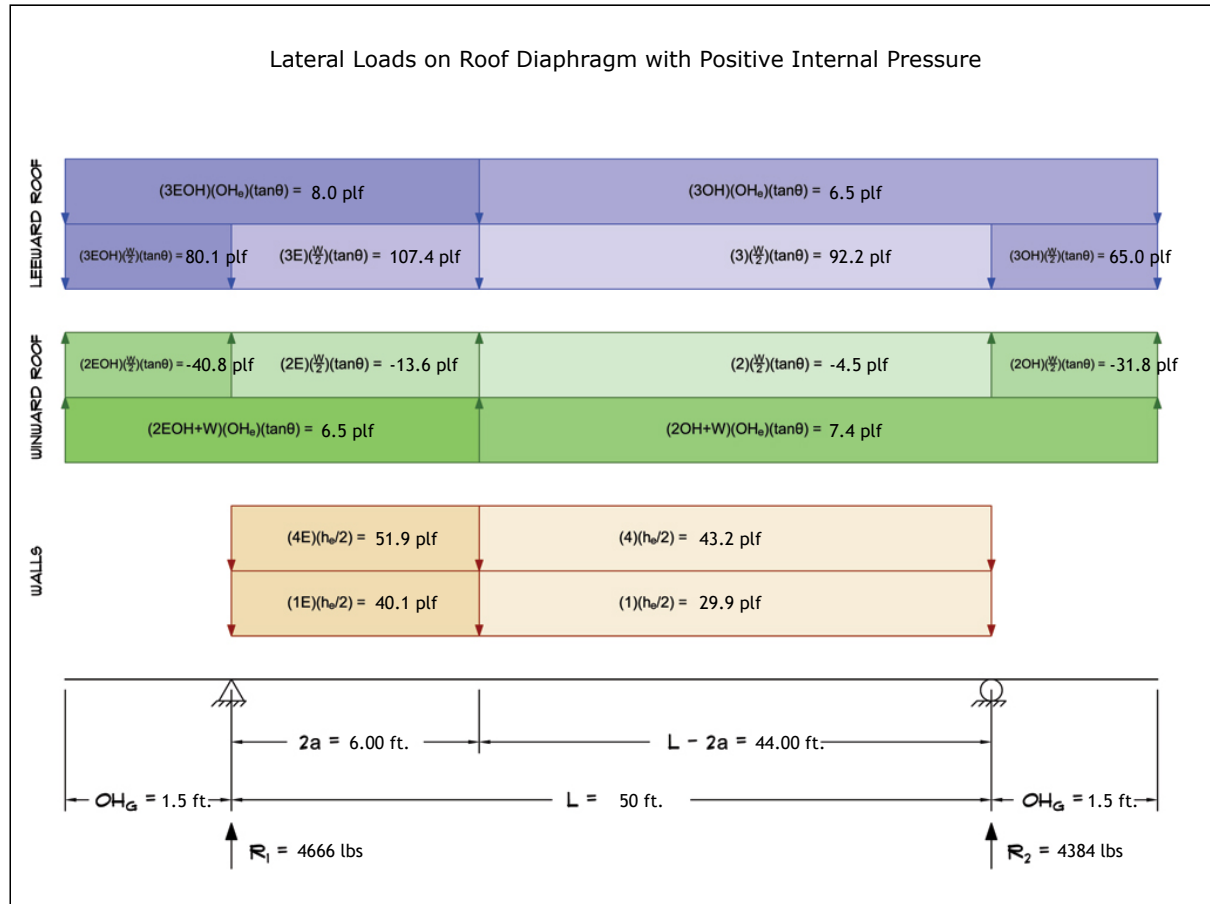 Lateral Loads on Roof Diaphragm with Positive Internal Pressure
LEEWARD ROOF
(3EOH)(OHₑ)(tanθ) = 8.0 plf
(3OH)(OHₑ)(tanθ) = 6.5 plf
(3EOH)(W/2)(tanθ) = 80.1 plf
(3E)(W/2)(tanθ) = 107.4 plf
(3)(W/2)(tanθ) = 92.2 plf
(3OH)(W/2)(tanθ) = 65.0 plf
WINWARD ROOF
(2EOH)(W/2)(tanθ) = -40.8 plf
(2E)(W/2)(tanθ) = -13.6 plf
(2)(W/2)(tanθ) = -4.5 plf
(2OH)(W/2)(tanθ) = -31.8 plf
(2EOH+W)(OHₑ)(tanθ) = 6.5 plf
(2OH+W)(OHₑ)(tanθ) = 7.4 plf
WALLS
(4E)(hₑ/2) = 51.9 plf
(4)(hₑ/2) = 43.2 plf
(1E)(hₑ/2) = 40.1 plf
(1)(hₑ/2) = 29.9 plf
2a = 6.00 ft.
L - 2a = 44.00 ft.
OH_G = 1.5 ft.
L = 50 ft.
OH_G = 1.5 ft.
R₁ = 4666 lbs
R₂ = 4384 lbs